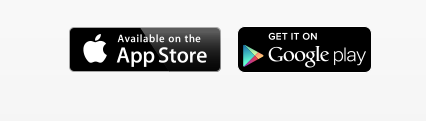 Available on the
App Store
GET IT ON
Google play